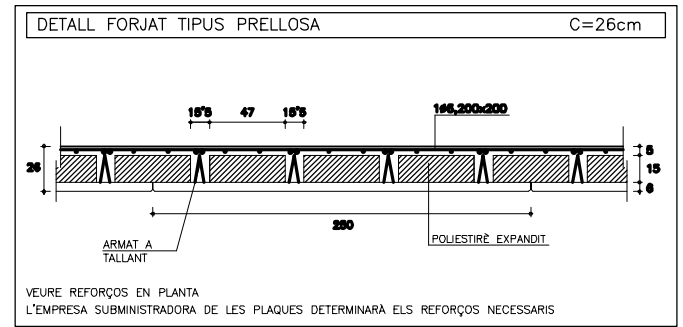 DETALL FORJAT TIPUS PRELLOSA C=26cm
15'5 47 15'5 1ø6,200x200
26 5
15
6
250
ARMAT A
TALLANT
POLIESTIRÈ EXPANDIT
VEURE REFORÇOS EN PLANTA
L'EMPRESA SUBMINISTRADORA DE LES PLAQUES DETERMINARÀ ELS REFORÇOS NECESSARIS